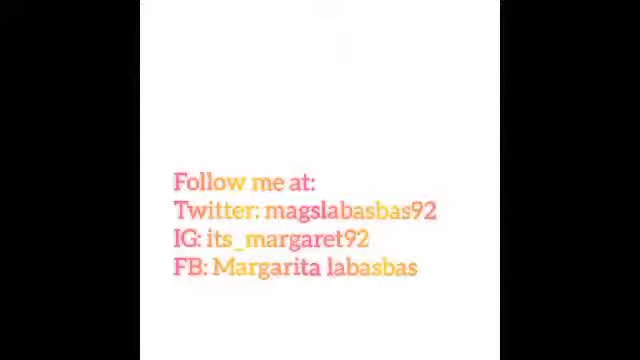 Follow me at:
Twitter: magslabasbas92
IG: its_margaret92
FB: Margarita labasbas